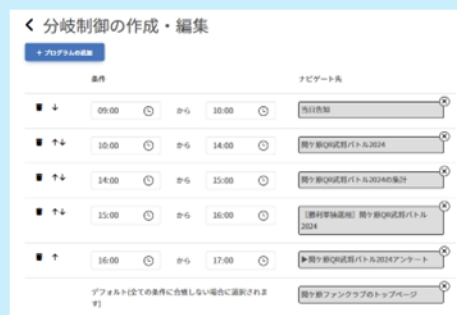 分岐制御の作成・編集
+ プログラムの追加
条件 ナビゲート先
09:00 から 10:00 当日告知
10:00 から 14:00 関ケ原QR武将バトル2024
14:00 から 15:00 関ケ原QR武将バトル2024の集計
15:00 から 16:00 [勝利軍抽選用] 関ケ原QR武将バトル
2024
16:00 から 17:00 ▶関ケ原QR武将バトル2024アンケート
デフォルト(全ての条件に合致しない場合に選択されま
す) 関ケ原ファンクラブのトップページ